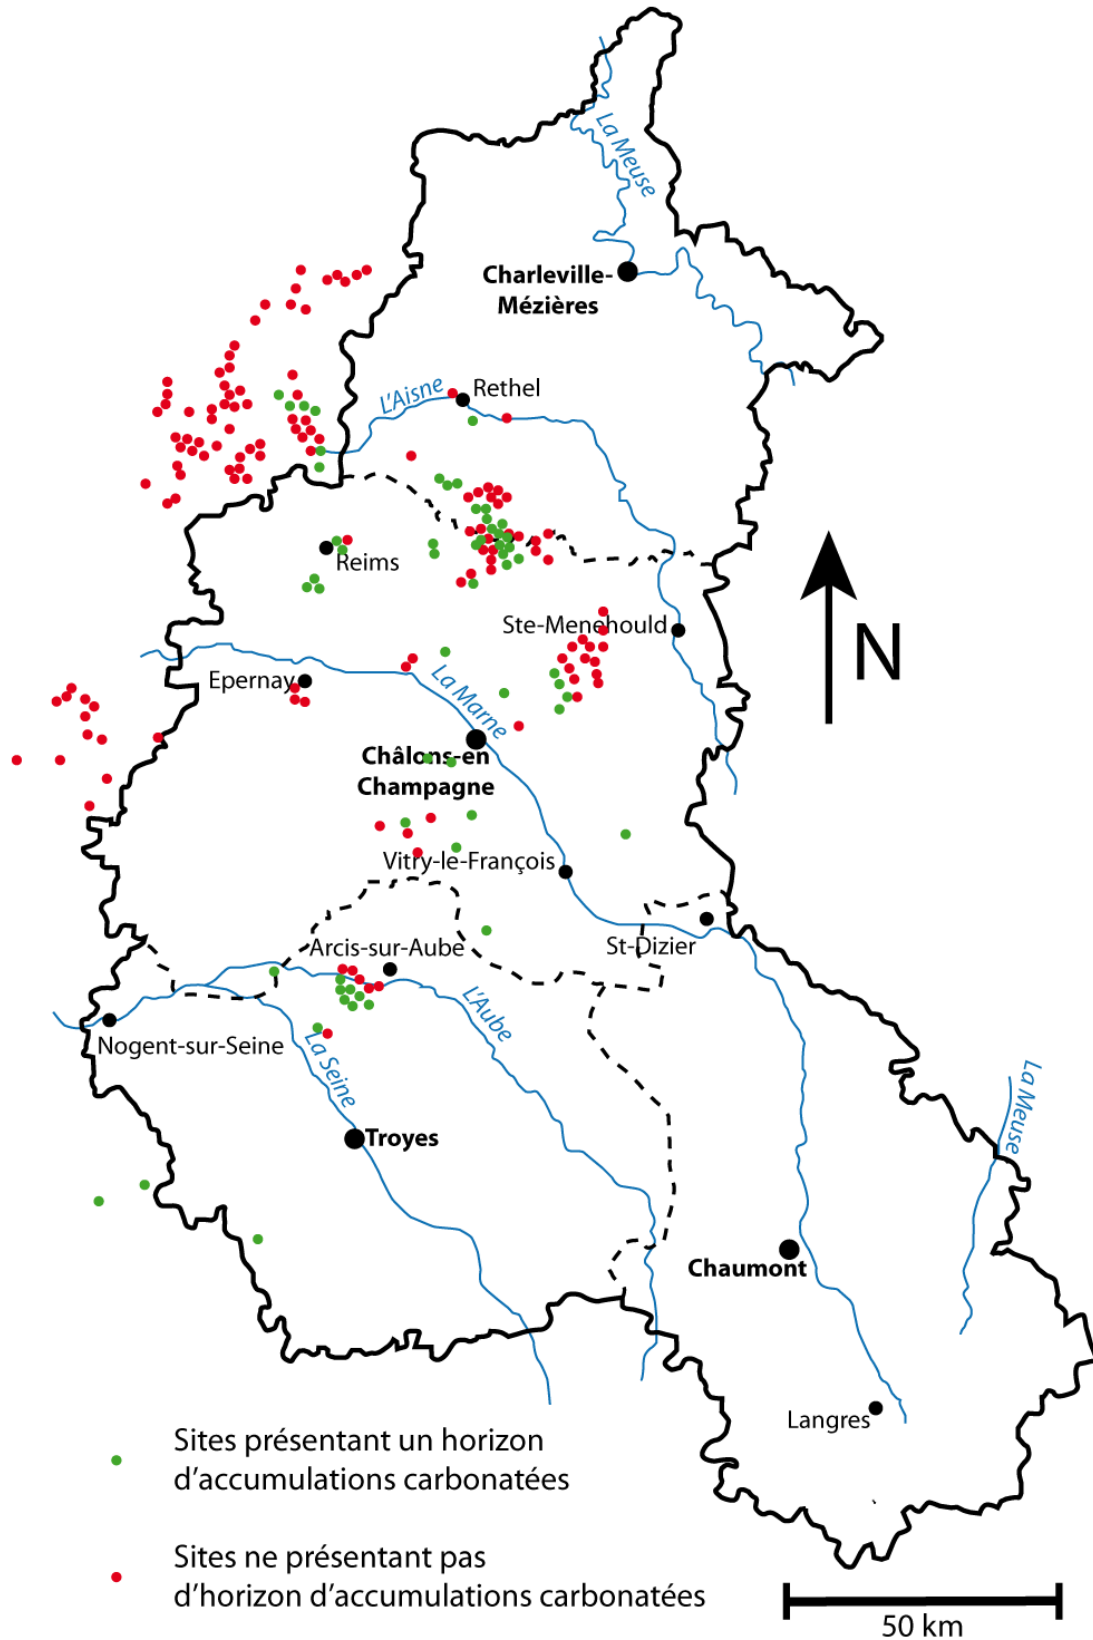 La Meuse
Charleville-
Mézières
L'Aisne
Rethel
Reims
Ste-Menehould
Epernay
La Marne
N
Châlons-en
Champagne
Vitry-le-François
St-Dizier
Arcis-sur-Aube
L'Aube
Nogent-sur-Seine
La Seine
La Meuse
Troyes
Chaumont
Langres
Sites présentant un horizon
d'accumulations carbonatées
Sites ne présentant pas
d'horizon d'accumulations carbonatées
50 km